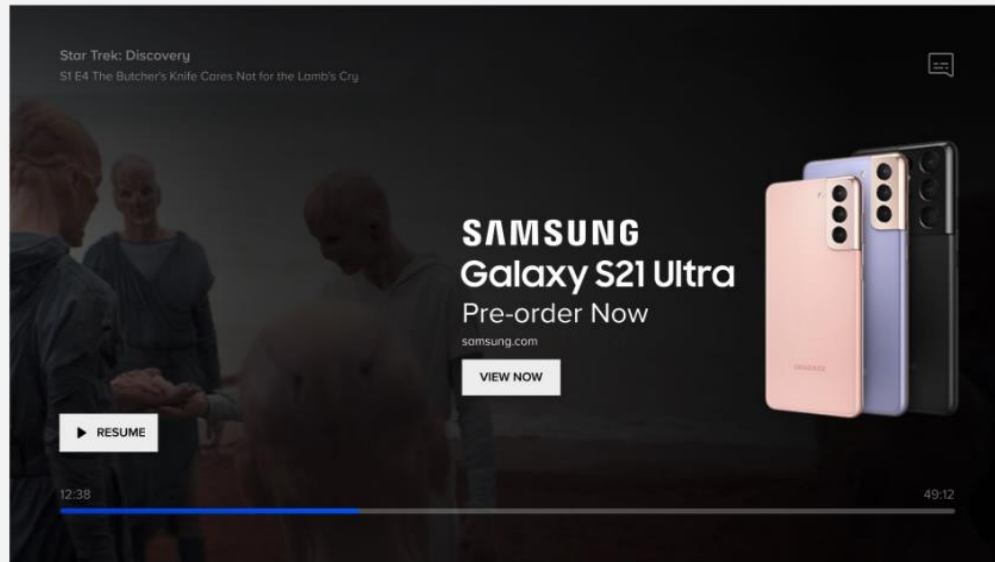 Star Trek: Discovery
S1 E4 The Butcher's Knife Cares Not for the Lamb's Cry
SAMSUNG
Galaxy S21 Ultra
Pre-order Now
samsung.com
VIEW NOW
SAMSUNG
RESUME
12:38
49:12